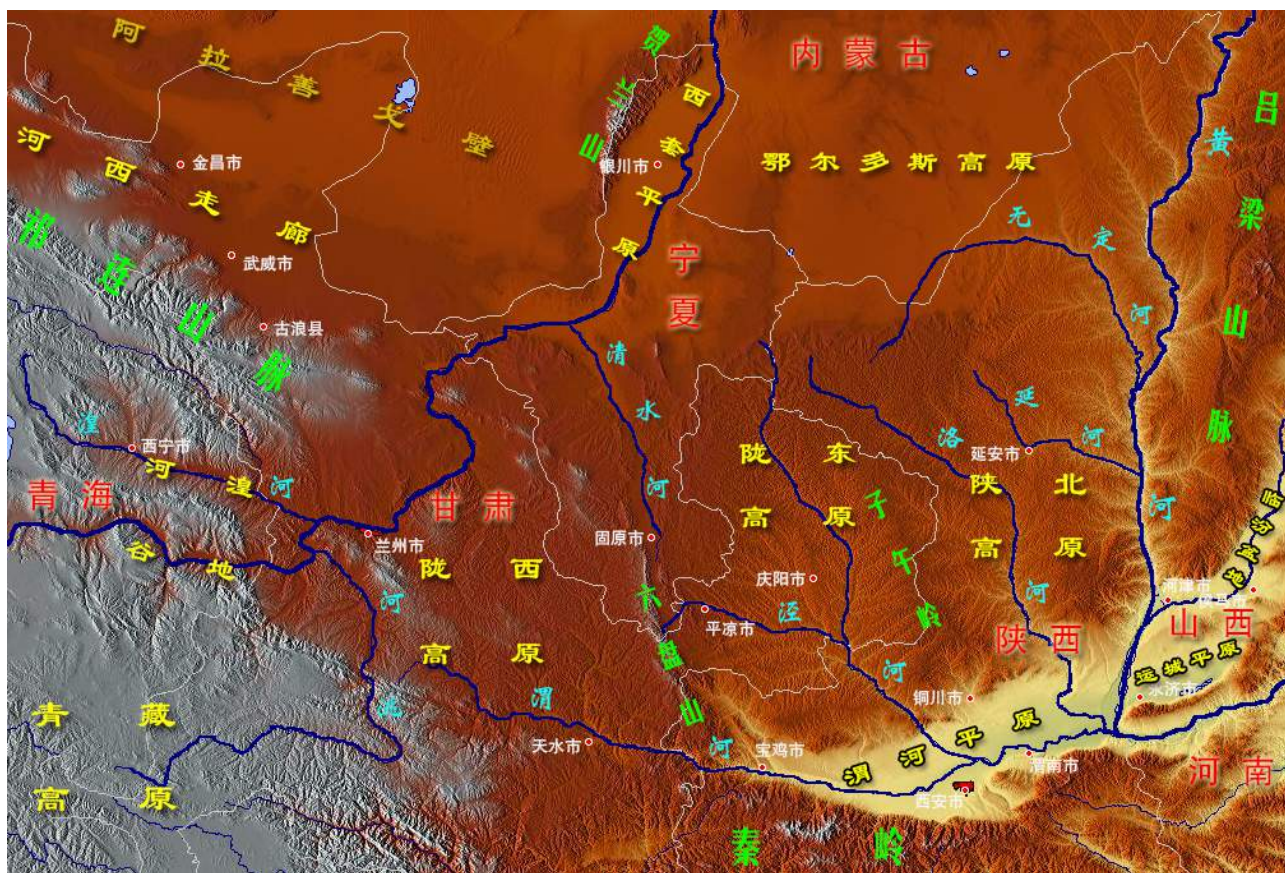 阿拉善戈壁
贺兰山
内蒙古
吕梁山脉
河西走廊
金昌市
银川市
西套平原
鄂尔多斯高原
黄河
祁连山脉
武威市
宁夏
无定河
古浪县
清水河
湟河
西宁市
河湟谷地
青海
甘肃
兰州市
陇西高原
固原市
陇东高原
子午岭
洛河
延河
延安市
陕北高原
临汾盆地
庆阳市
六盘山
泾河
平凉市
河津市
侯马市
山西
陕西
运城平原
永济市
铜川市
青藏高原
洮河
渭河
天水市
宝鸡市
渭河平原
渭南市
西安市
河南
秦岭